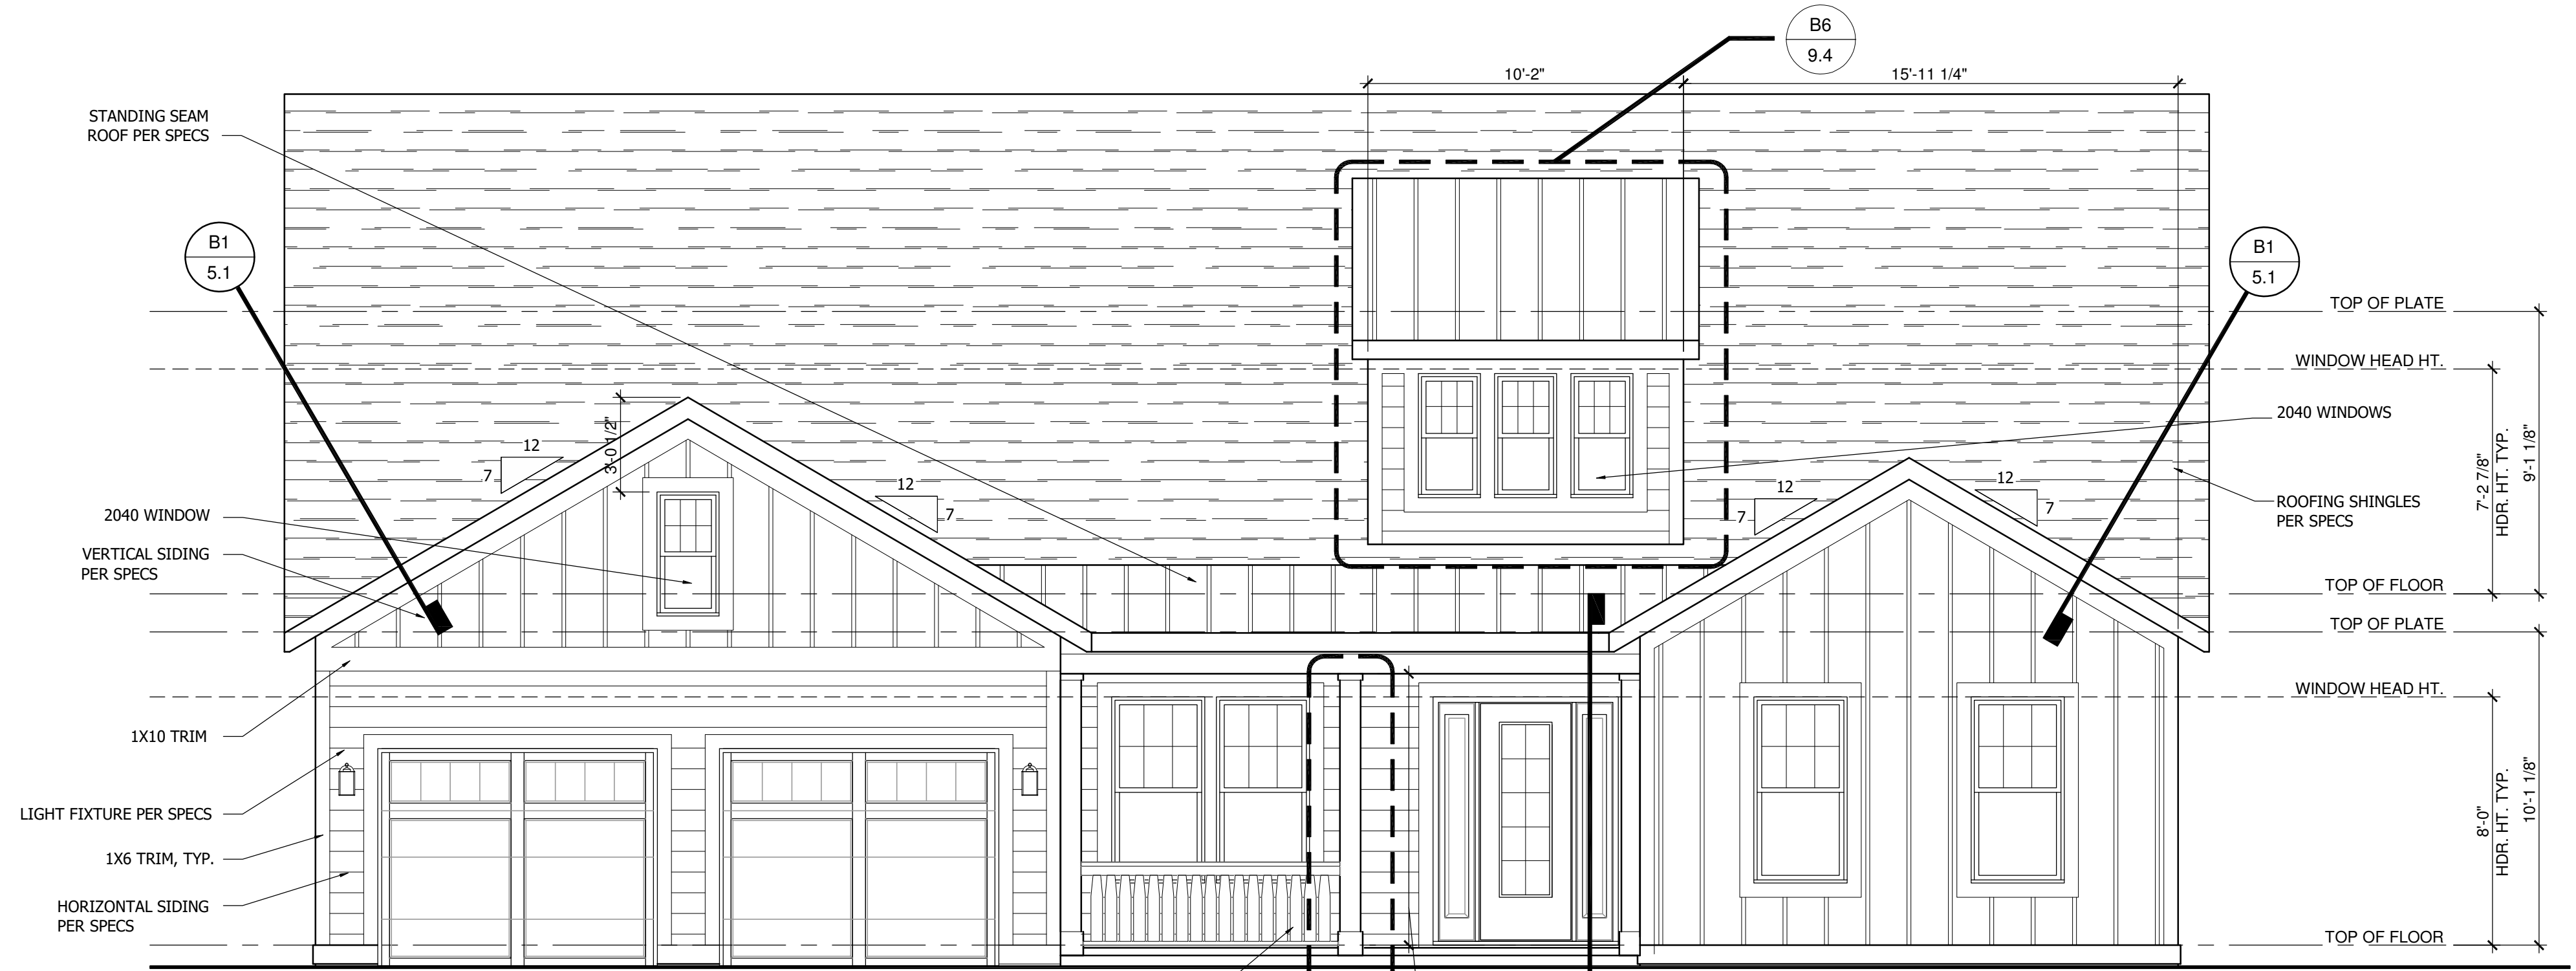 B6
9.4
10'-2"
15'-11 1/4"
STANDING SEAM
ROOF PER SPECS
B1
5.1
B1
5.1
TOP OF PLATE
WINDOW HEAD HT.
2040 WINDOWS
3'-0 1/2"
12
7
12
7
12
7
12
7
7'-2 7/8"
HDR. HT. TYP.
9'-1 1/8"
ROOFING SHINGLES
PER SPECS
2040 WINDOW
VERTICAL SIDING
PER SPECS
TOP OF FLOOR
TOP OF PLATE
WINDOW HEAD HT.
1X10 TRIM
LIGHT FIXTURE PER SPECS
1X6 TRIM, TYP.
HORIZONTAL SIDING
PER SPECS
8'-0"
HDR. HT. TYP.
10'-1 1/8"
TOP OF FLOOR